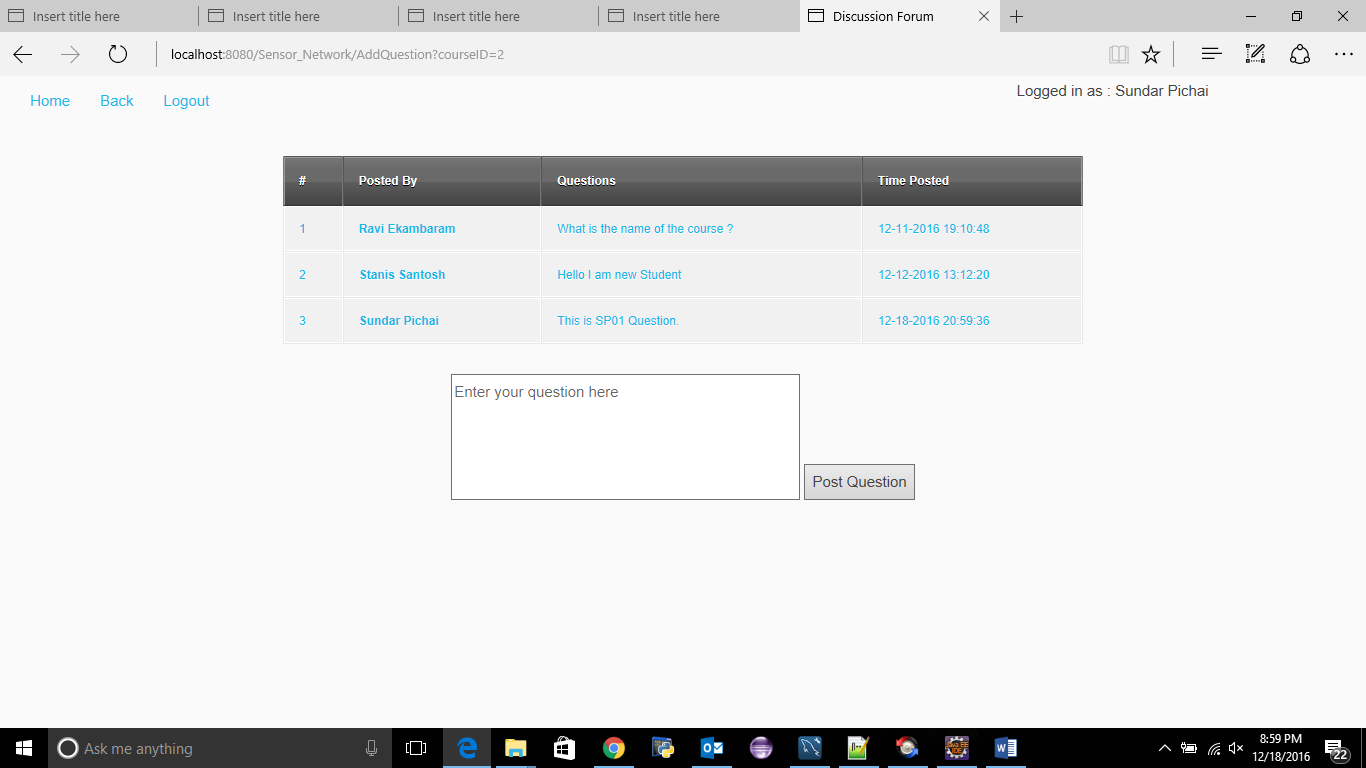 Insert title here Insert title here Insert title here Insert title here Discussion Forum
localhost:8080/Sensor_Network/AddQuestion?courseID=2
Home Back Logout Logged in as : Sundar Pichai
# Posted By Questions Time Posted
1 Ravi Ekambaram What is the name of the course ? 12-11-2016 19:10:48
2 Stanis Santosh Hello I am new Student 12-12-2016 13:12:20
3 Sundar Pichai This is SP01 Question. 12-18-2016 20:59:36
Enter your question here
Post Question
Ask me anything
8:59 PM
12/18/2016
22